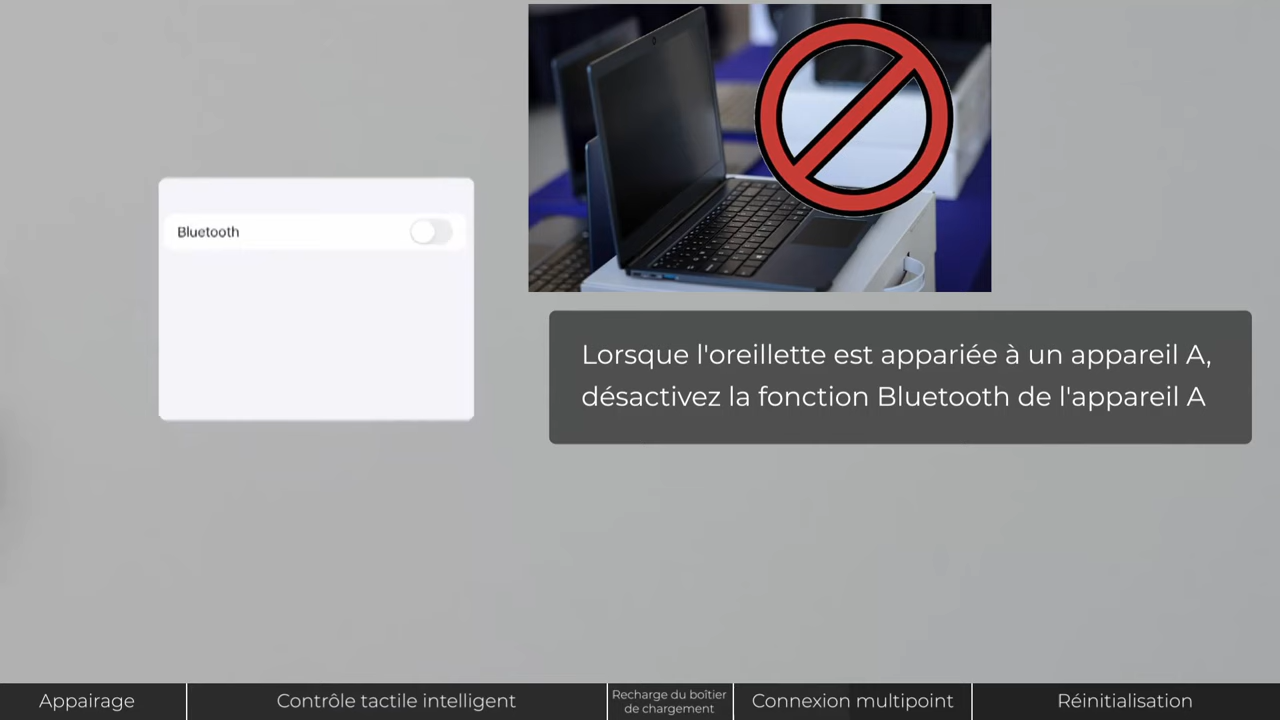 Bluetooth
Lorsque l'oreillette est appariée à un appareil A,
désactivez la fonction Bluetooth de l'appareil A
Appairage
Contrôle tactile intelligent
Recharge du boîtier
de chargement
Connexion multipoint
Réinitialisation